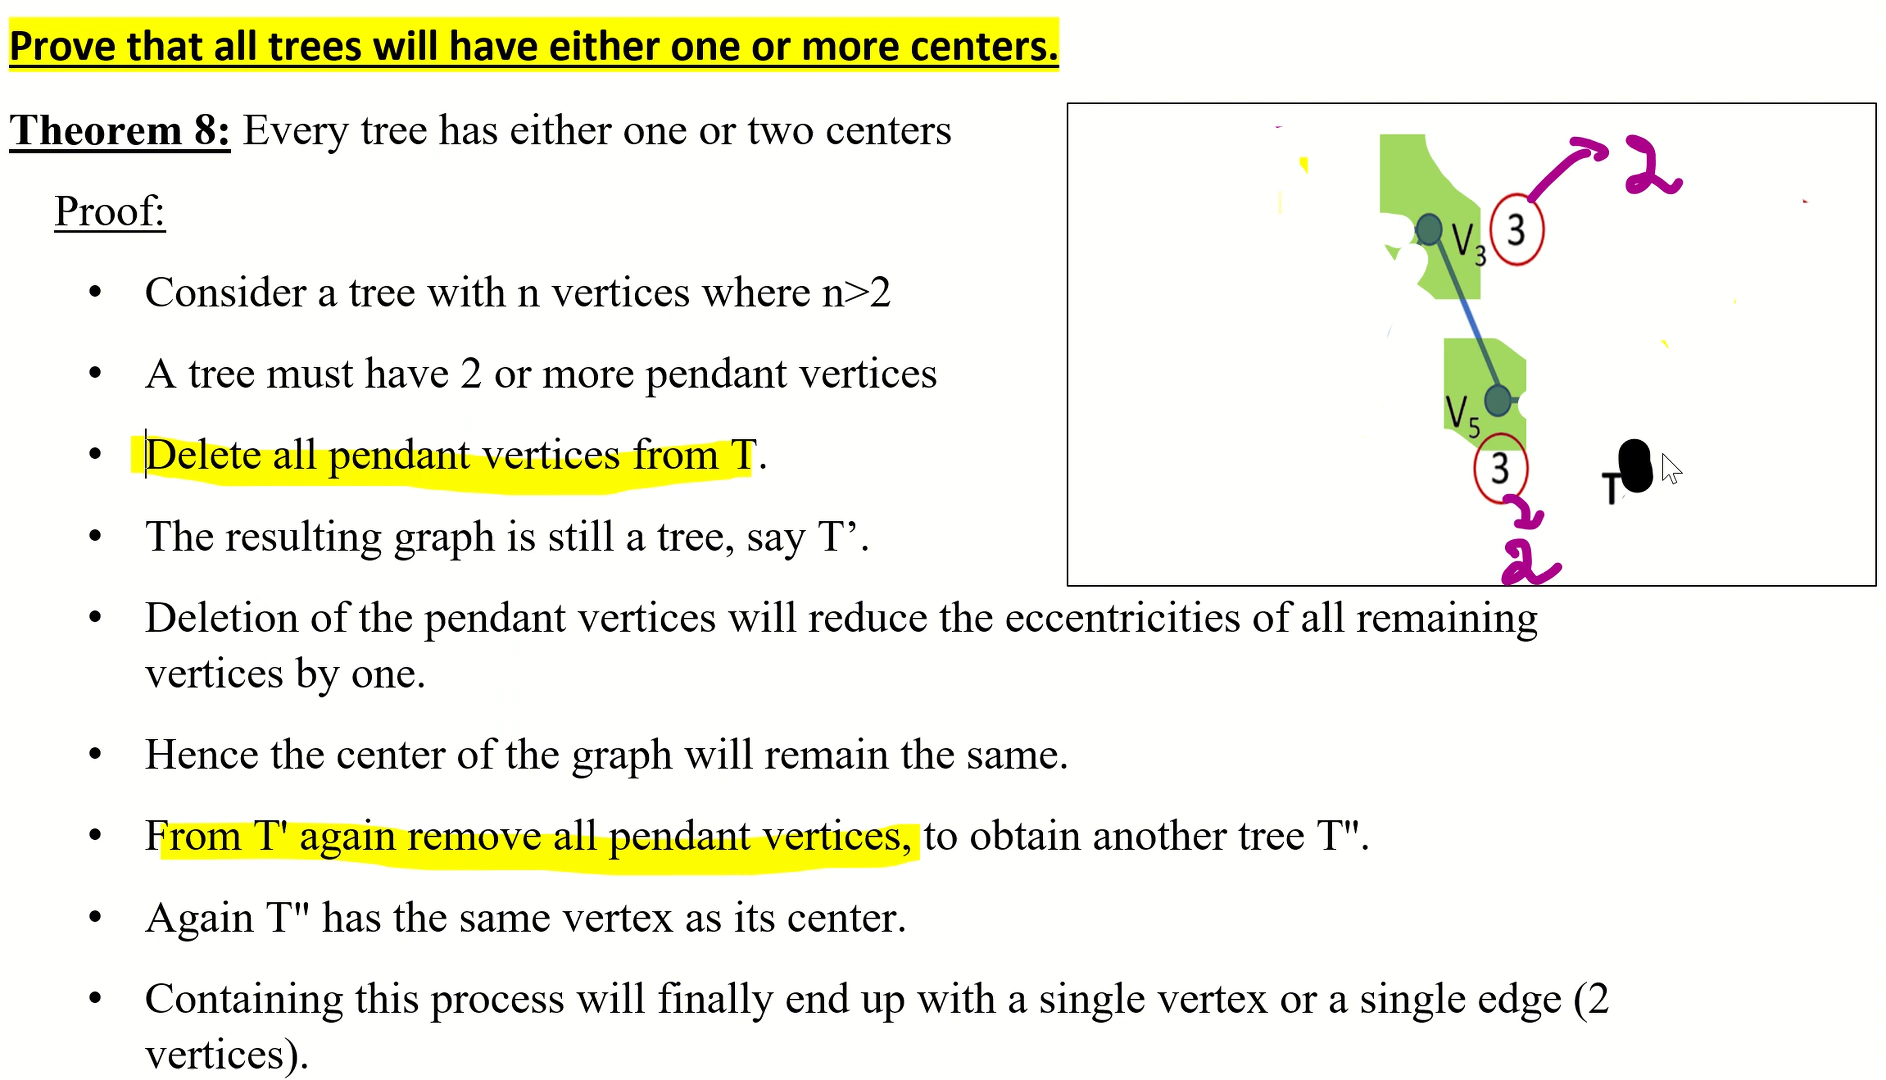 Prove that all trees will have either one or more centers.
Theorem 8: Every tree has either one or two centers
Proof:
• Consider a tree with n vertices where n>2
• A tree must have 2 or more pendant vertices
• Delete all pendant vertices from T.
• The resulting graph is still a tree, say T’.
• Deletion of the pendant vertices will reduce the eccentricities of all remaining
vertices by one.
• Hence the center of the graph will remain the same.
• From T' again remove all pendant vertices, to obtain another tree T".
• Again T" has the same vertex as its center.
• Containing this process will finally end up with a single vertex or a single edge (2
vertices).
2
V3 3
V5
3
T
2